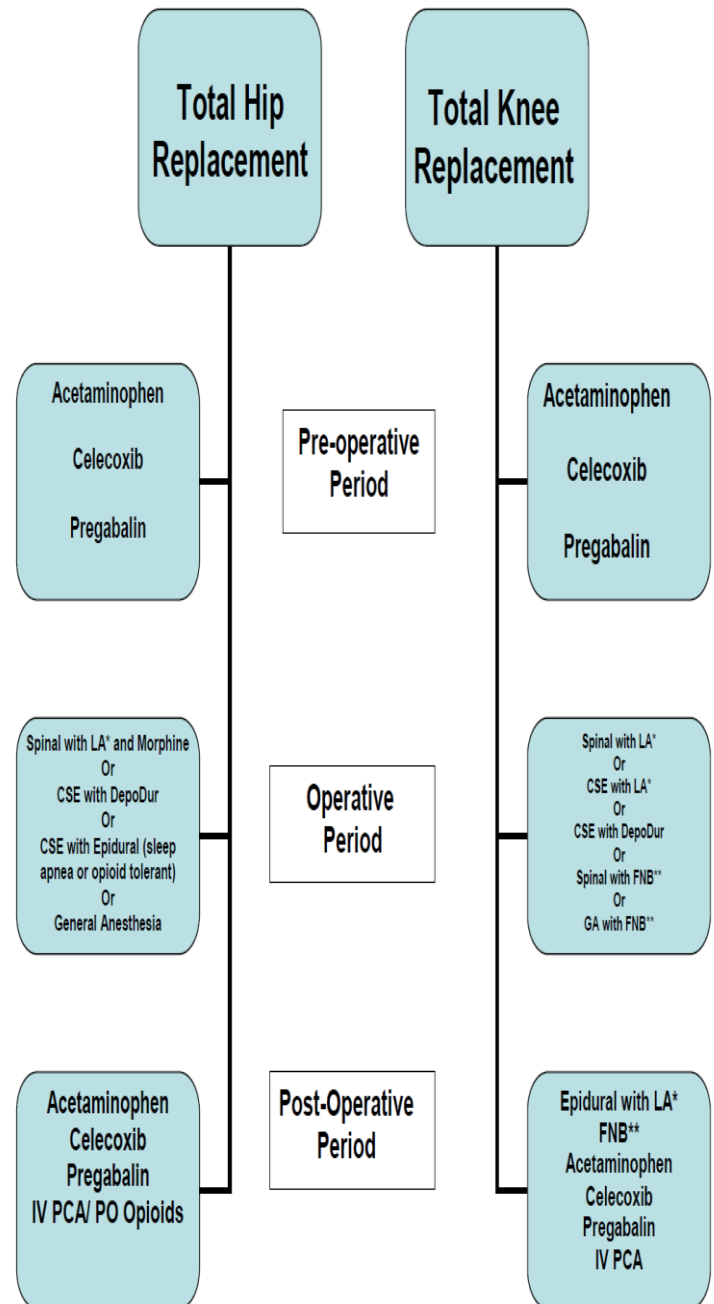 Total Hip
Replacement
Total Knee
Replacement
Acetaminophen
Celecoxib
Pregabalin
Pre-operative
Period
Acetaminophen
Celecoxib
Pregabalin
Spinal with LA* and Morphine
Or
CSE with DepoDur
Or
CSE with Epidural (sleep
apnea or opioid tolerant)
Or
General Anesthesia
Operative
Period
Spinal with LA*
Or
CSE with LA*
Or
CSE with DepoDur
Or
Spinal with FNB**
Or
GA with FNB**
Acetaminophen
Celecoxib
Pregabalin
IV PCA/ PO Opioids
Post-Operative
Period
Epidural with LA*
FNB**
Acetaminophen
Celecoxib
Pregabalin
IV PCA